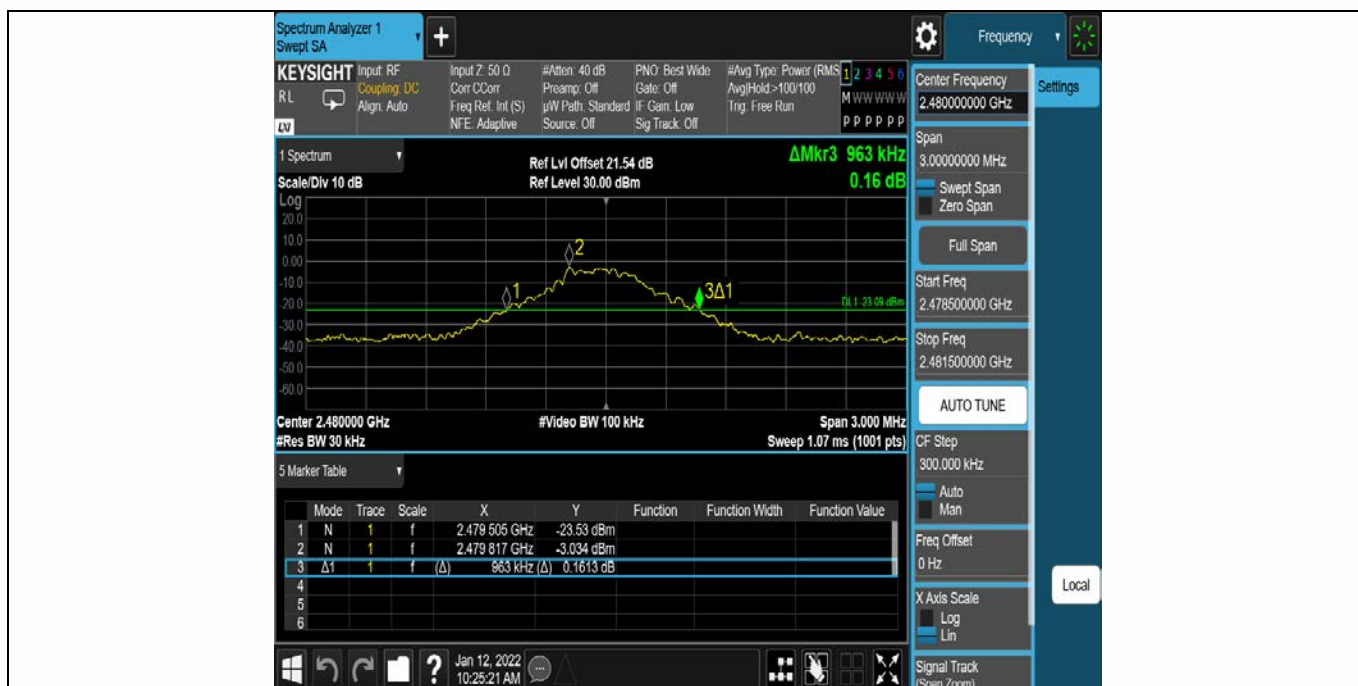 Spectrum Analyzer 1
Swept SA
+
Frequency
KEYSIGHT
RL
LXI
Input: RF
Coupling: DC
Align: Auto
Input Z: 50 Ω
Corr CCorr
Freq Ref: Int (S)
NFE: Adaptive
#Atten: 40 dB
Preamp: Off
µW Path: Standard
Source: Off
PNO: Best Wide
Gate: Off
IF Gain: Low
Sig Track: Off
#Avg Type: Power (RMS
Avg|Hold:>100/100
Trig: Free Run
1 2 3 4 5 6
M W W W W W
P P P P P P
1 Spectrum
Scale/Div 10 dB
Ref Lvl Offset 21.54 dB
Ref Level 30.00 dBm
ΔMkr3 963 kHz
0.16 dB
Log
20.0
10.0
0.00
-10.0
-20.0
-30.0
-40.0
-50.0
-60.0
1
2
3Δ1
DL1 -23.09 dBm
Center 2.480000 GHz
#Video BW 100 kHz
Span 3.000 MHz
#Res BW 30 kHz
Sweep 1.07 ms (1001 pts)
5 Marker Table
Mode Trace Scale X Y Function Function Width Function Value
1 N 1 f 2.479 505 GHz -23.53 dBm
2 N 1 f 2.479 817 GHz -3.034 dBm
3 Δ1 1 f (Δ) 963 kHz (Δ) 0.1613 dB
4
5
6
Center Frequency
2.480000000 GHz
Settings
Span
3.00000000 MHz
Swept Span
Zero Span
Full Span
Start Freq
2.478500000 GHz
Stop Freq
2.481500000 GHz
AUTO TUNE
CF Step
300.000 kHz
Auto
Man
Freq Offset
0 Hz
X Axis Scale
Log
Lin
Local
Signal Track
(Span Zoom)
?
Jan 12, 2022
10:25:21 AM